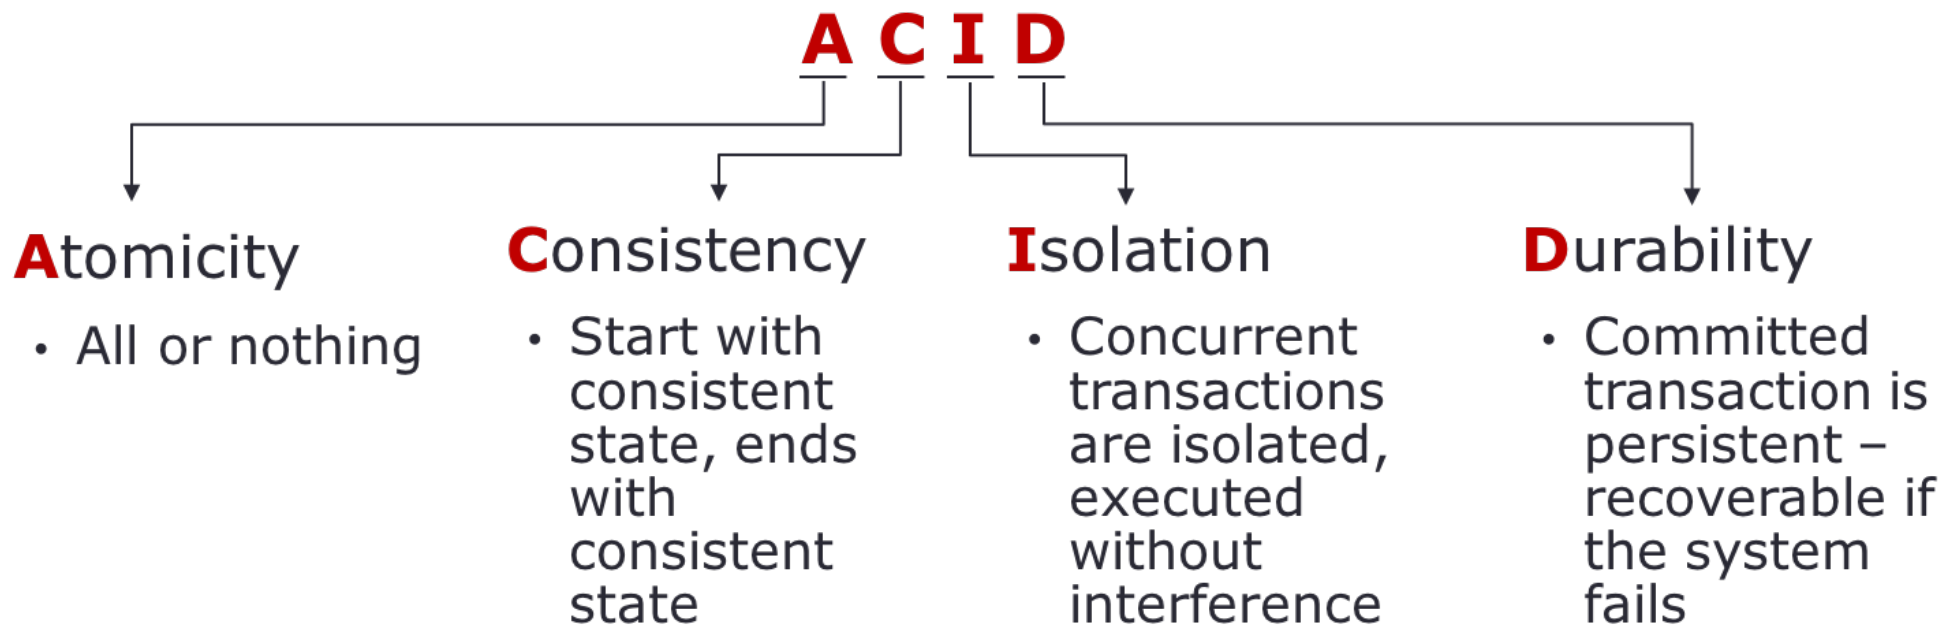 A C I D
Atomicity
• All or nothing
Consistency
• Start with
consistent
state, ends
with
consistent
state
Isolation
• Concurrent
transactions
are isolated,
executed
without
interference
Durability
• Committed
transaction is
persistent –
recoverable if
the system
fails